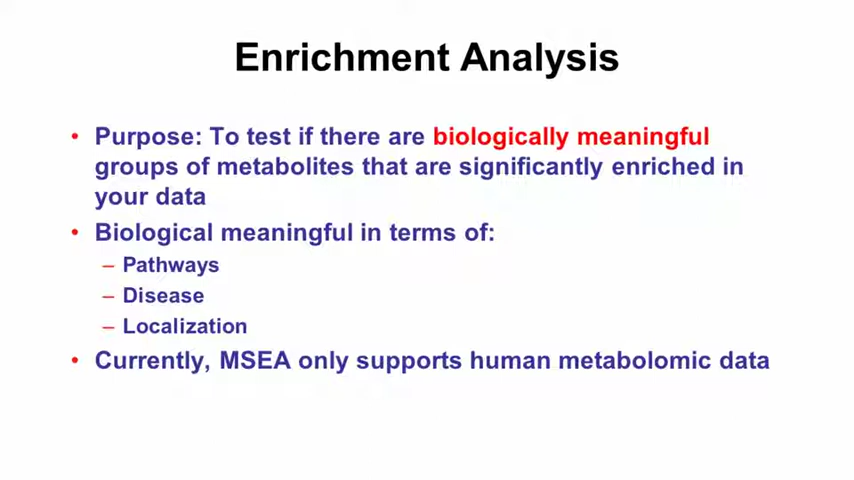 Enrichment Analysis
• Purpose: To test if there are biologically meaningful
groups of metabolites that are significantly enriched in
your data
• Biological meaningful in terms of:
– Pathways
– Disease
– Localization
• Currently, MSEA only supports human metabolomic data